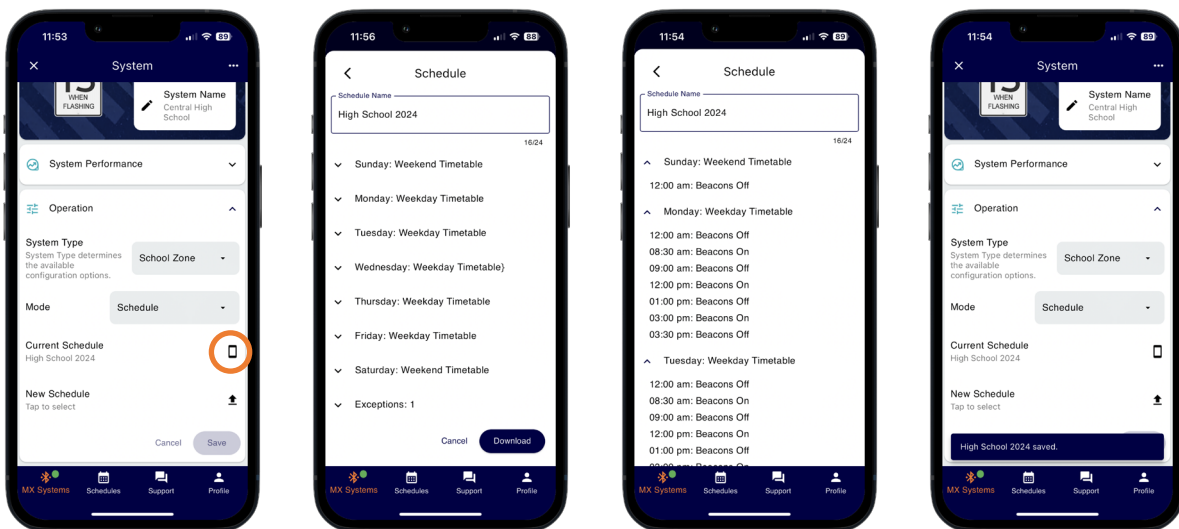 11:53
89
System
15
WHEN
FLASHING
System Name
Central High
School
System Performance
Operation
System Type
System Type determines
the available
configuration options.
School Zone
Mode
Schedule
Current Schedule
High School 2024
New Schedule
Tap to select
Cancel
Save
MX Systems
Schedules
Support
Profile
11:56
88
Schedule
Schedule Name
High School 2024
16/24
Sunday: Weekend Timetable
Monday: Weekday Timetable
Tuesday: Weekday Timetable
Wednesday: Weekday Timetable}
Thursday: Weekday Timetable
Friday: Weekday Timetable
Saturday: Weekend Timetable
Exceptions: 1
Cancel
Download
MX Systems
Schedules
Support
Profile
11:54
89
Schedule
Schedule Name
High School 2024
16/24
Sunday: Weekend Timetable
12:00 am: Beacons Off
Monday: Weekday Timetable
12:00 am: Beacons Off
08:30 am: Beacons On
09:00 am: Beacons Off
12:00 pm: Beacons On
01:00 pm: Beacons Off
03:00 pm: Beacons On
03:30 pm: Beacons Off
Tuesday: Weekday Timetable
12:00 am: Beacons Off
08:30 am: Beacons On
09:00 am: Beacons Off
12:00 pm: Beacons On
01:00 pm: Beacons Off
03:00 pm: Beacons On
MX Systems
Schedules
Support
Profile
11:54
89
System
WHEN
FLASHING
System Name
Central High
School
System Performance
Operation
System Type
System Type determines
the available
configuration options.
School Zone
Mode
Schedule
Current Schedule
High School 2024
New Schedule
Tap to select
High School 2024 saved.
MX Systems
Schedules
Support
Profile